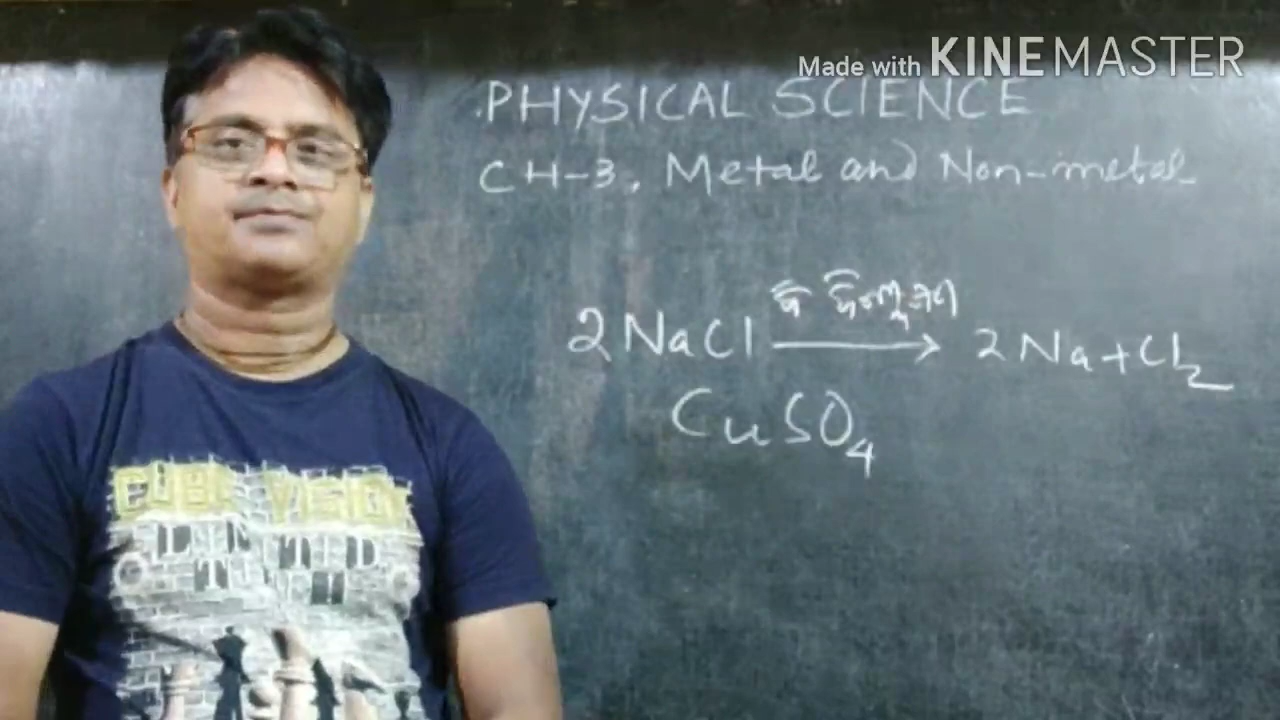 Made with KINEMASTER
PHYSICAL SCIENCE
CH-3, Metal and Non-metal
2NaCl → 2Na + Cl2
CuSO4